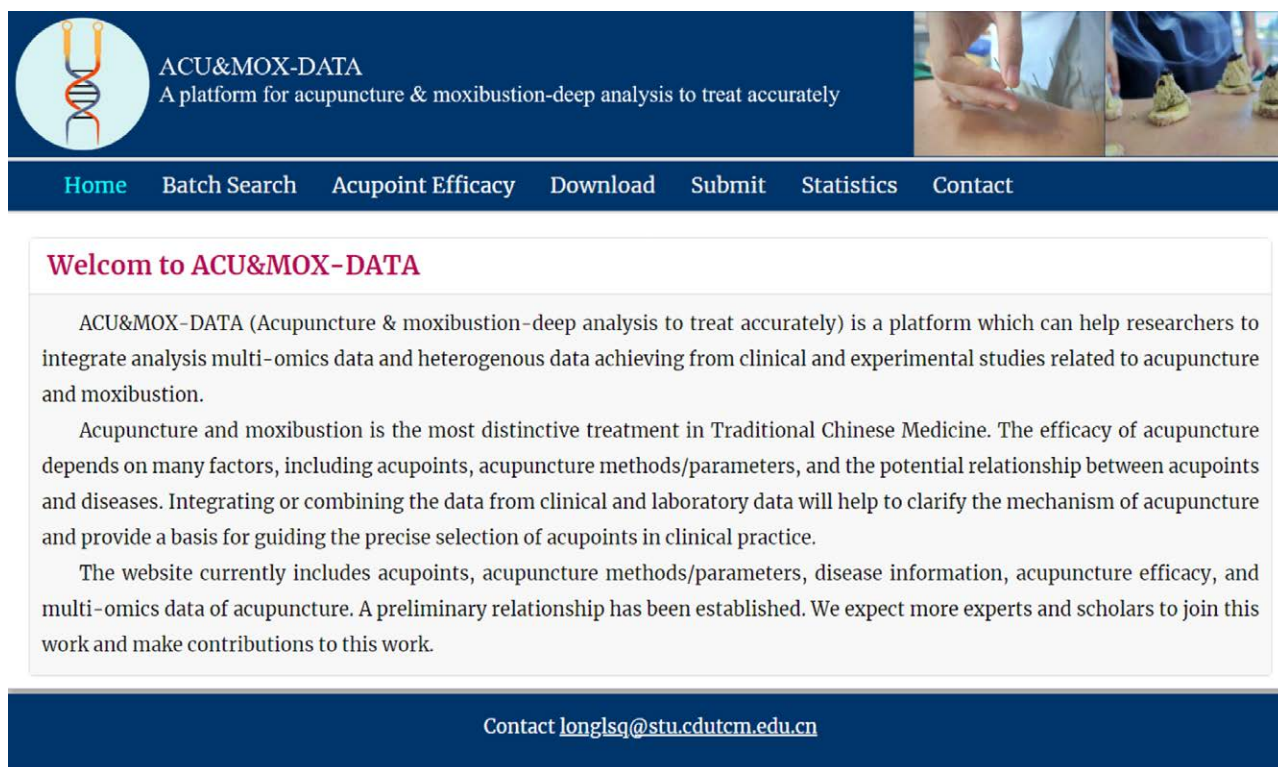 ACU&MOX-DATA
A platform for acupuncture & moxibustion-deep analysis to treat accurately
Home Batch Search Acupoint Efficacy Download Submit Statistics Contact
Welcom to ACU&MOX-DATA
ACU&MOX-DATA (Acupuncture & moxibustion-deep analysis to treat accurately) is a platform which can help researchers to
integrate analysis multi-omics data and heterogenous data achieving from clinical and experimental studies related to acupuncture
and moxibustion.
Acupuncture and moxibustion is the most distinctive treatment in Traditional Chinese Medicine. The efficacy of acupuncture
depends on many factors, including acupoints, acupuncture methods/parameters, and the potential relationship between acupoints
and diseases. Integrating or combining the data from clinical and laboratory data will help to clarify the mechanism of acupuncture
and provide a basis for guiding the precise selection of acupoints in clinical practice.
The website currently includes acupoints, acupuncture methods/parameters, disease information, acupuncture efficacy, and
multi-omics data of acupuncture. A preliminary relationship has been established. We expect more experts and scholars to join this
work and make contributions to this work.
Contact longlsq@stu.cdutcm.edu.cn